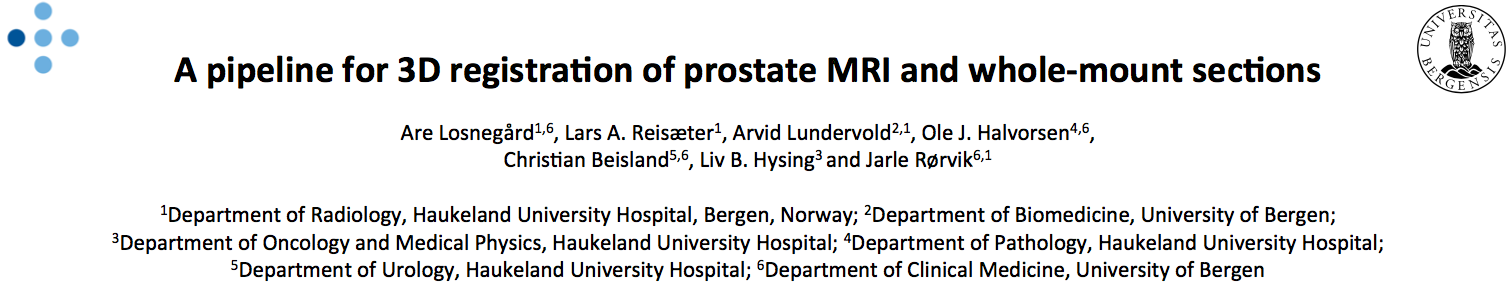 A pipeline for 3D registration of prostate MRI and whole-mount sections
UNIVERSITAS BERGENSIS
Are Losnegård1,6, Lars A. Reisæter1, Arvid Lundervold2,1, Ole J. Halvorsen4,6,
Christian Beisland5,6, Liv B. Hysing3 and Jarle Rørvik6,1
1Department of Radiology, Haukeland University Hospital, Bergen, Norway; 2Department of Biomedicine, University of Bergen;
3Department of Oncology and Medical Physics, Haukeland University Hospital; 4Department of Pathology, Haukeland University Hospital;
5Department of Urology, Haukeland University Hospital; 6Department of Clinical Medicine, University of Bergen